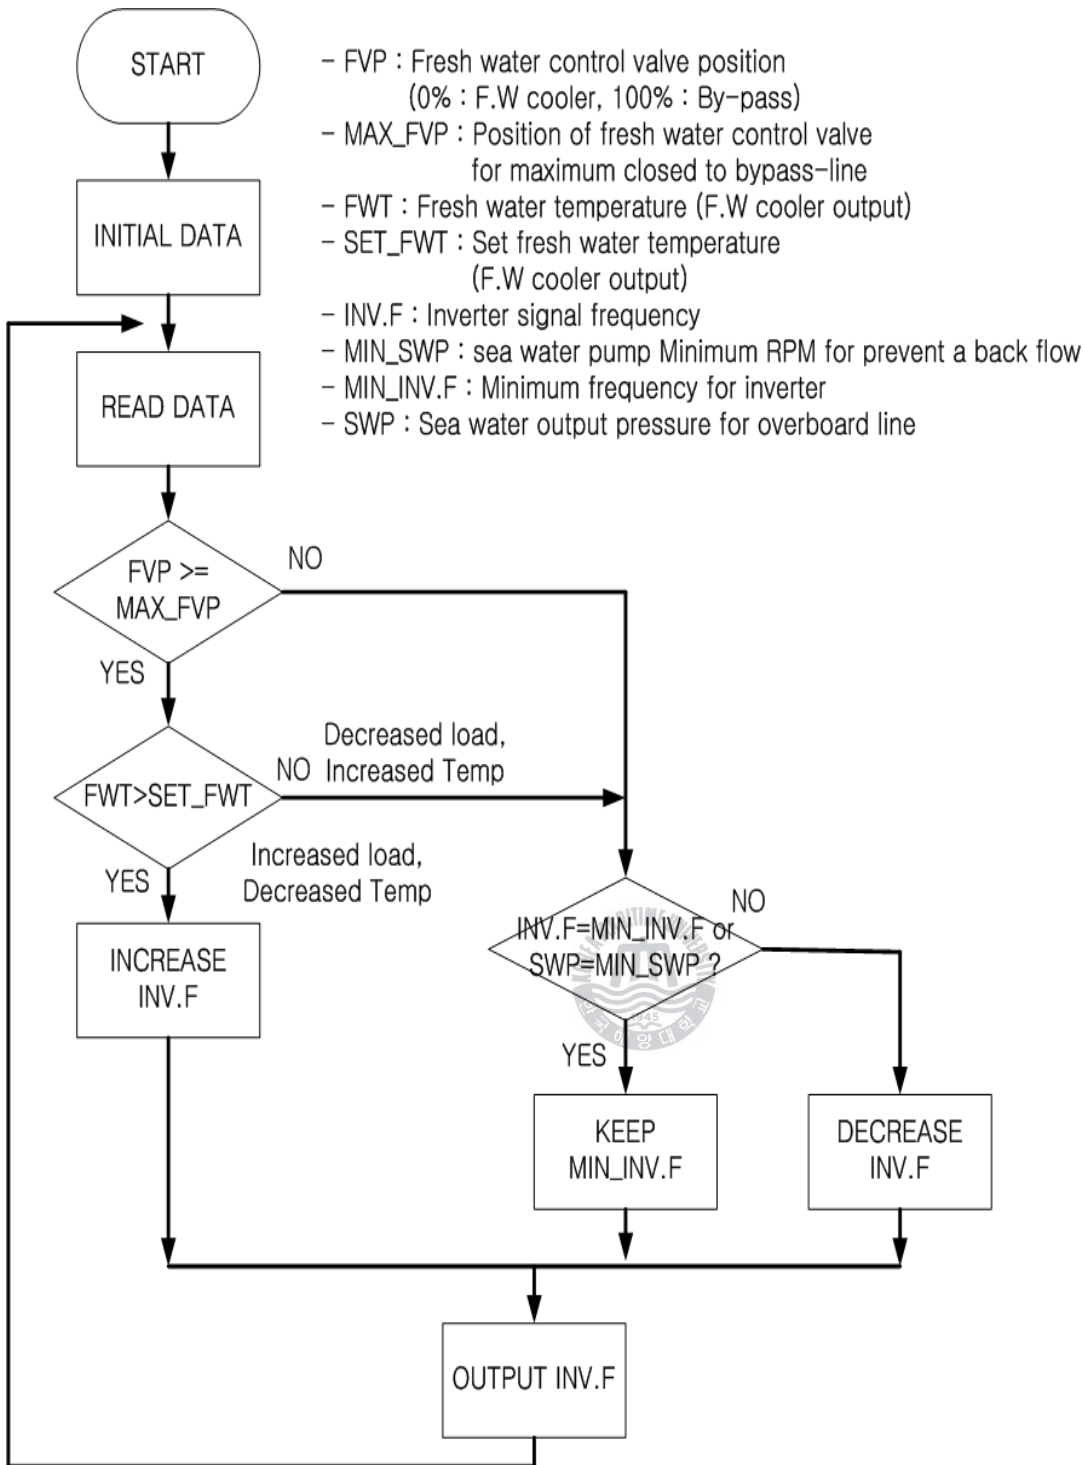 START
- FVP : Fresh water control valve position
(0% : F.W cooler, 100% : By-pass)
- MAX_FVP : Position of fresh water control valve
for maximum closed to bypass-line
- FWT : Fresh water temperature (F.W cooler output)
- SET_FWT : Set fresh water temperature
(F.W cooler output)
- INV.F : Inverter signal frequency
- MIN_SWP : sea water pump Minimum RPM for prevent a back flow
- MIN_INV.F : Minimum frequency for inverter
- SWP : Sea water output pressure for overboard line
INITIAL DATA
READ DATA
FVP >=
MAX_FVP
NO
YES
FWT>SET_FWT
NO
Decreased load,
Increased Temp
YES
Increased load,
Decreased Temp
INCREASE
INV.F
INV.F=MIN_INV.F or
SWP=MIN_SWP ?
NO
1945
YES
KEEP
MIN_INV.F
DECREASE
INV.F
OUTPUT INV.F